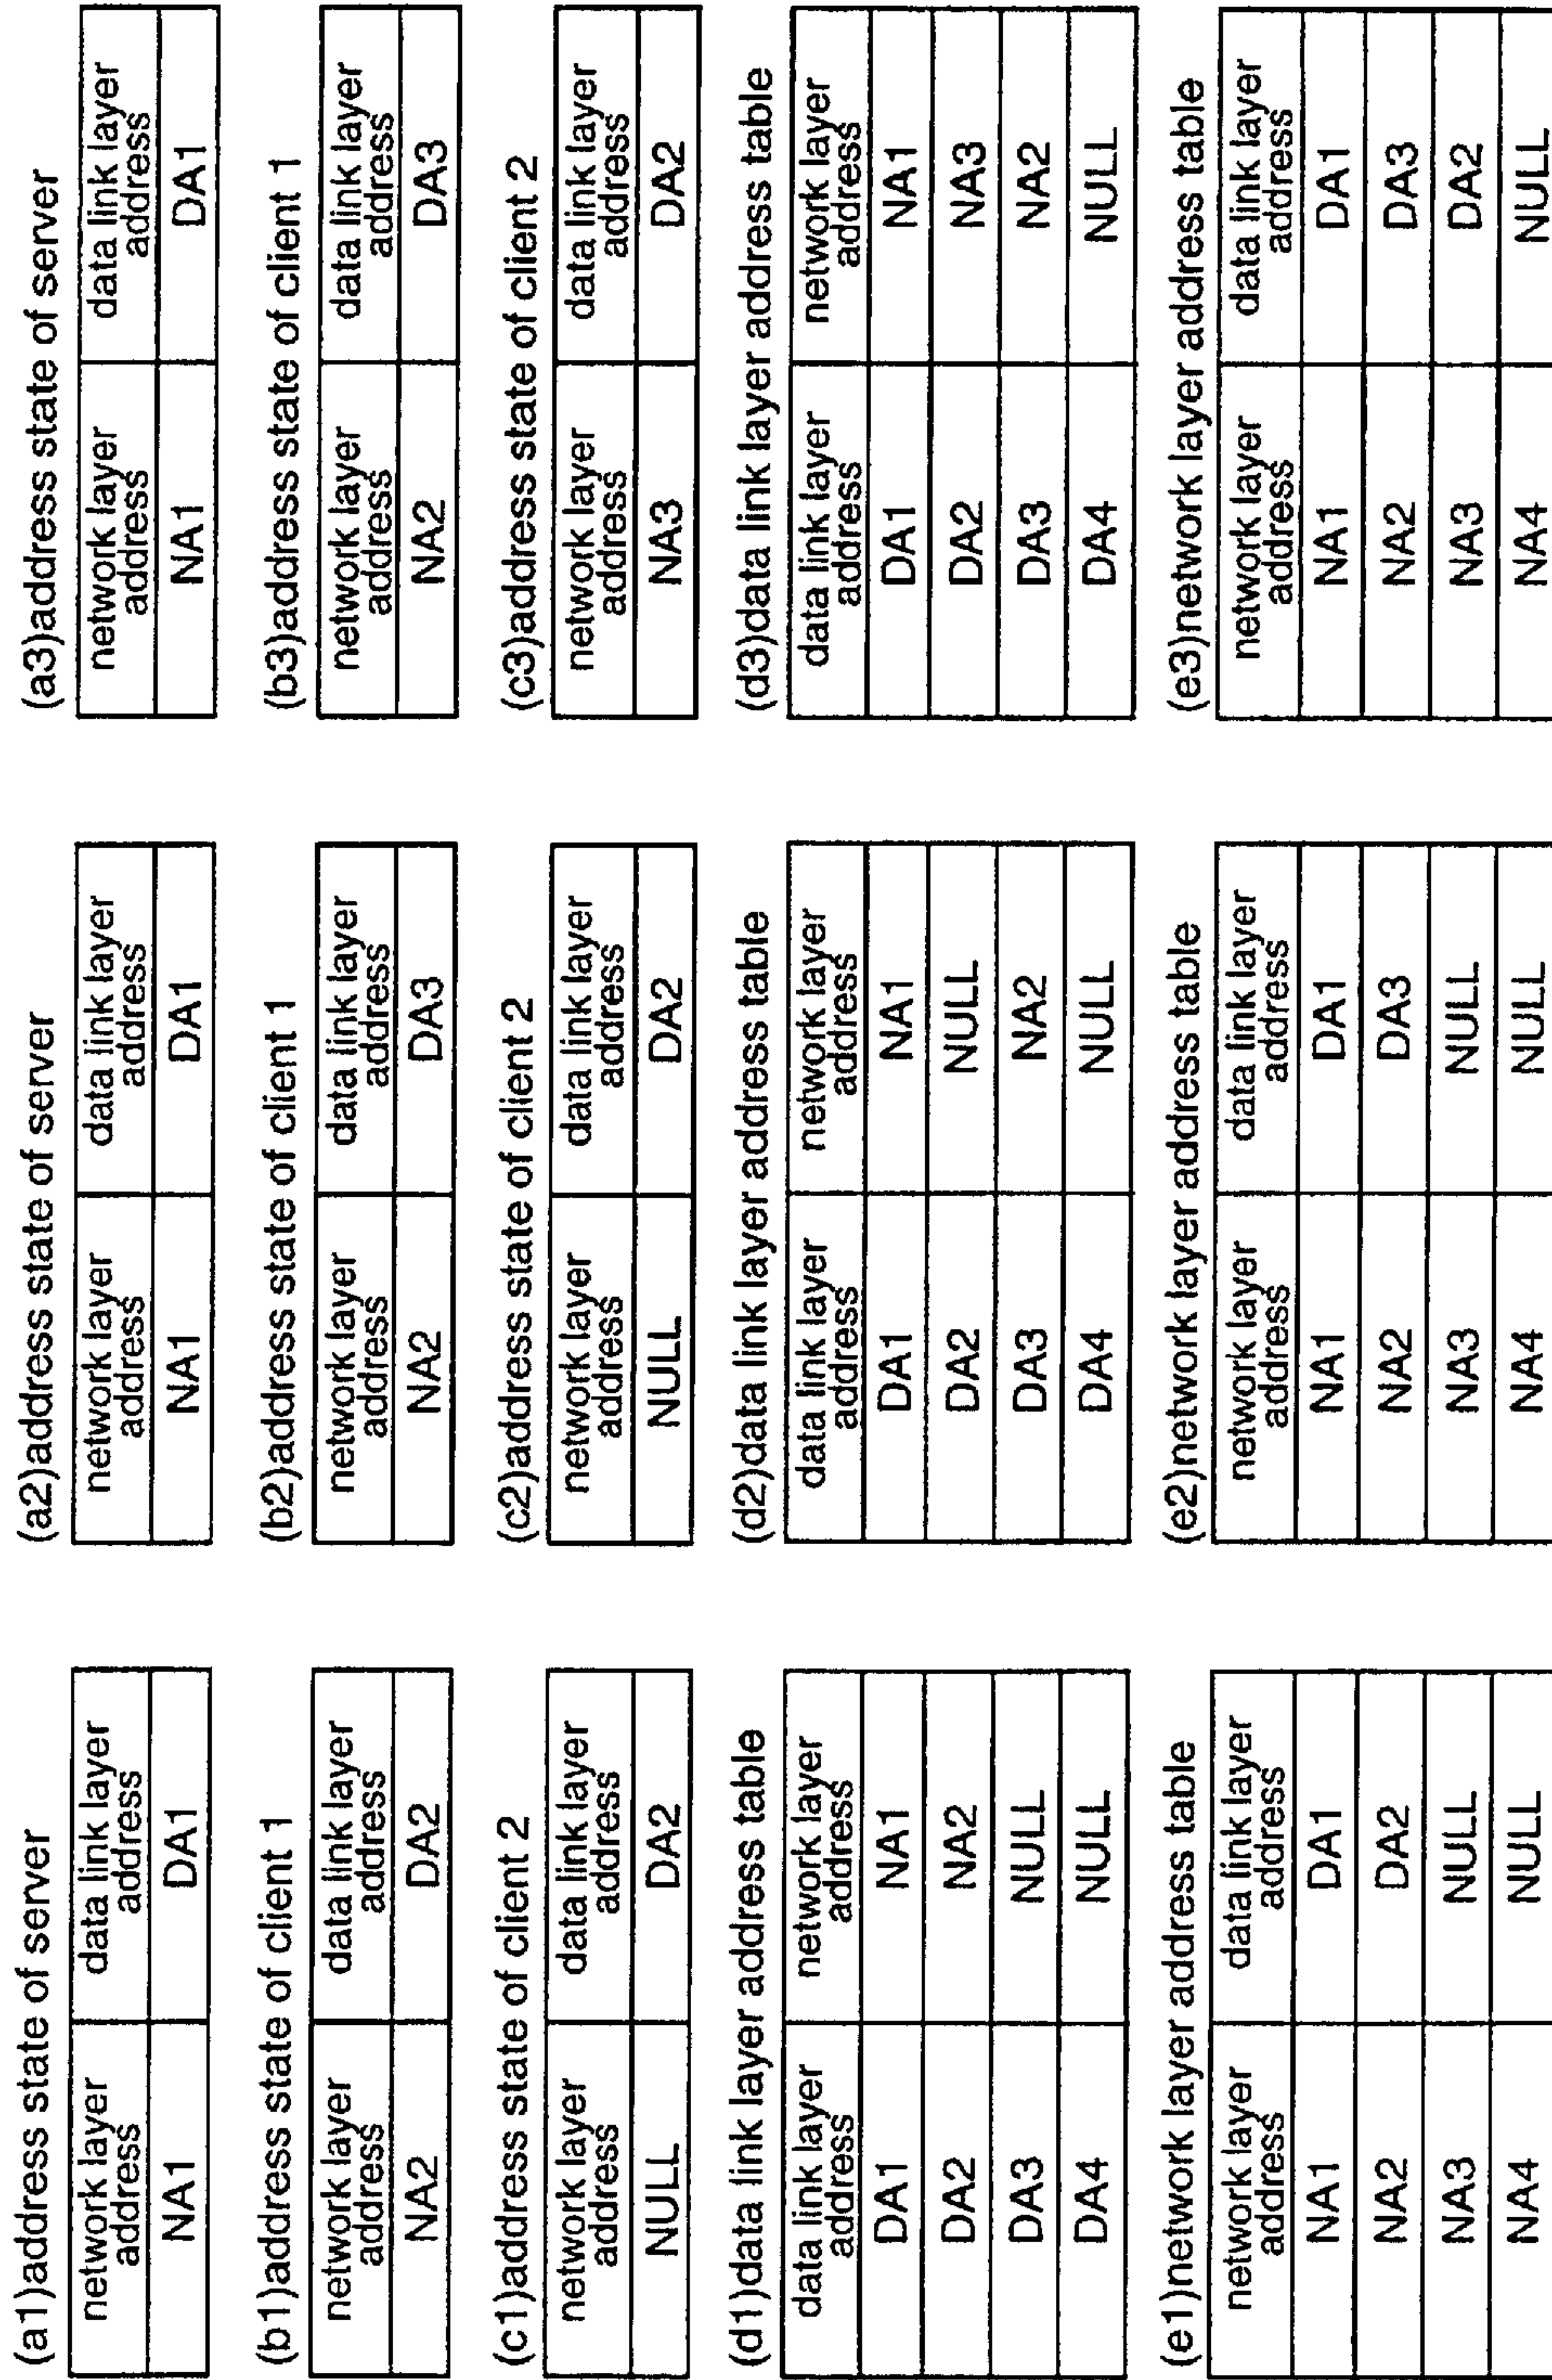 (a1)address state of server
network layer address
data link layer address
NA1 DA1
(b1)address state of client 1
network layer address
data link layer address
NA2 DA2
(c1)address state of client 2
network layer address
data link layer address
NULL DA2
(d1)data link layer address table
data link layer address
network layer address
DA1 NA1
DA2 NA2
DA3 NULL
DA4 NULL
(e1)network layer address table
network layer address
data link layer address
NA1 DA1
NA2 DA2
NA3 NULL
NA4 NULL
(a2)address state of server
network layer address
data link layer address
NA1 DA1
(b2)address state of client 1
network layer address
data link layer address
NA2 DA3
(c2)address state of client 2
network layer address
data link layer address
NULL DA2
(d2)data link layer address table
data link layer address
network layer address
DA1 NA1
DA2 NULL
DA3 NA2
DA4 NULL
(e2)network layer address table
network layer address
data link layer address
NA1 DA1
NA2 DA3
NA3 NULL
NA4 NULL
(a3)address state of server
network layer address
data link layer address
NA1 DA1
(b3)address state of client 1
network layer address
data link layer address
NA2 DA3
(c3)address state of client 2
network layer address
data link layer address
NA3 DA2
(d3)data link layer address table
data link layer address
network layer address
DA1 NA1
DA2 NA3
DA3 NA2
DA4 NULL
(e3)network layer address table
network layer address
data link layer address
NA1 DA1
NA2 DA3
NA3 DA2
NA4 NULL